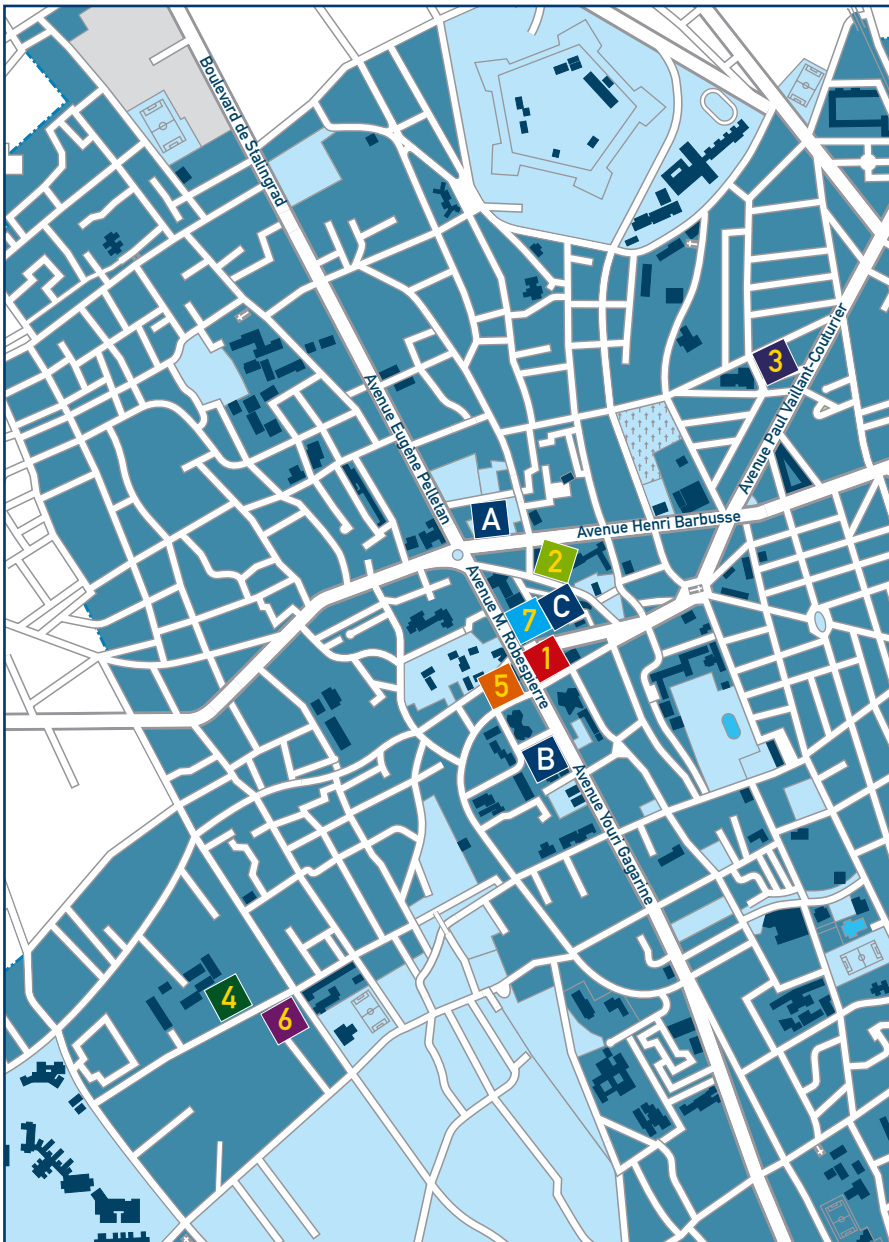 Boulevard de Stalingrad
3
Avenue Paul Vaillant-Couturier
Avenue Eugène Pelletan
A
Avenue Henri Barbusse
2
C
7
Avenue M. Robespierre
1
5
B
Avenue Youri Gagarine
4
6